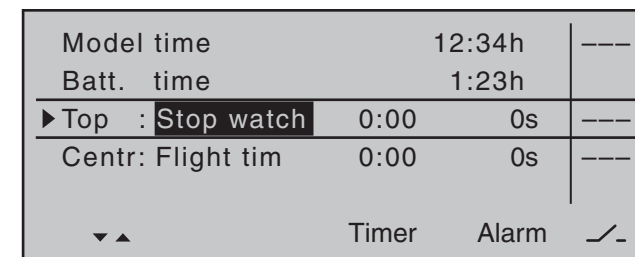 Model time 12:34h –––
Batt. time 1:23h
Top : Stop watch 0:00 0s –––
Centr: Flight tim 0:00 0s –––
Timer Alarm